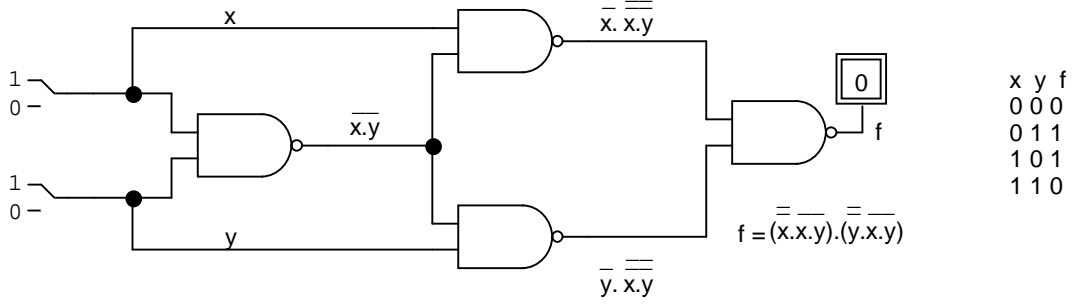 x
x̅. x̿.̿y̿
1
0
x̅.̅y̅
1
0
y
y̅. x̿.̿y̿
0
f
f = (x̿.x̅.̅y̅).(y̿.x̅.̅y̅)
x y f
0 0 0
0 1 1
1 0 1
1 1 0